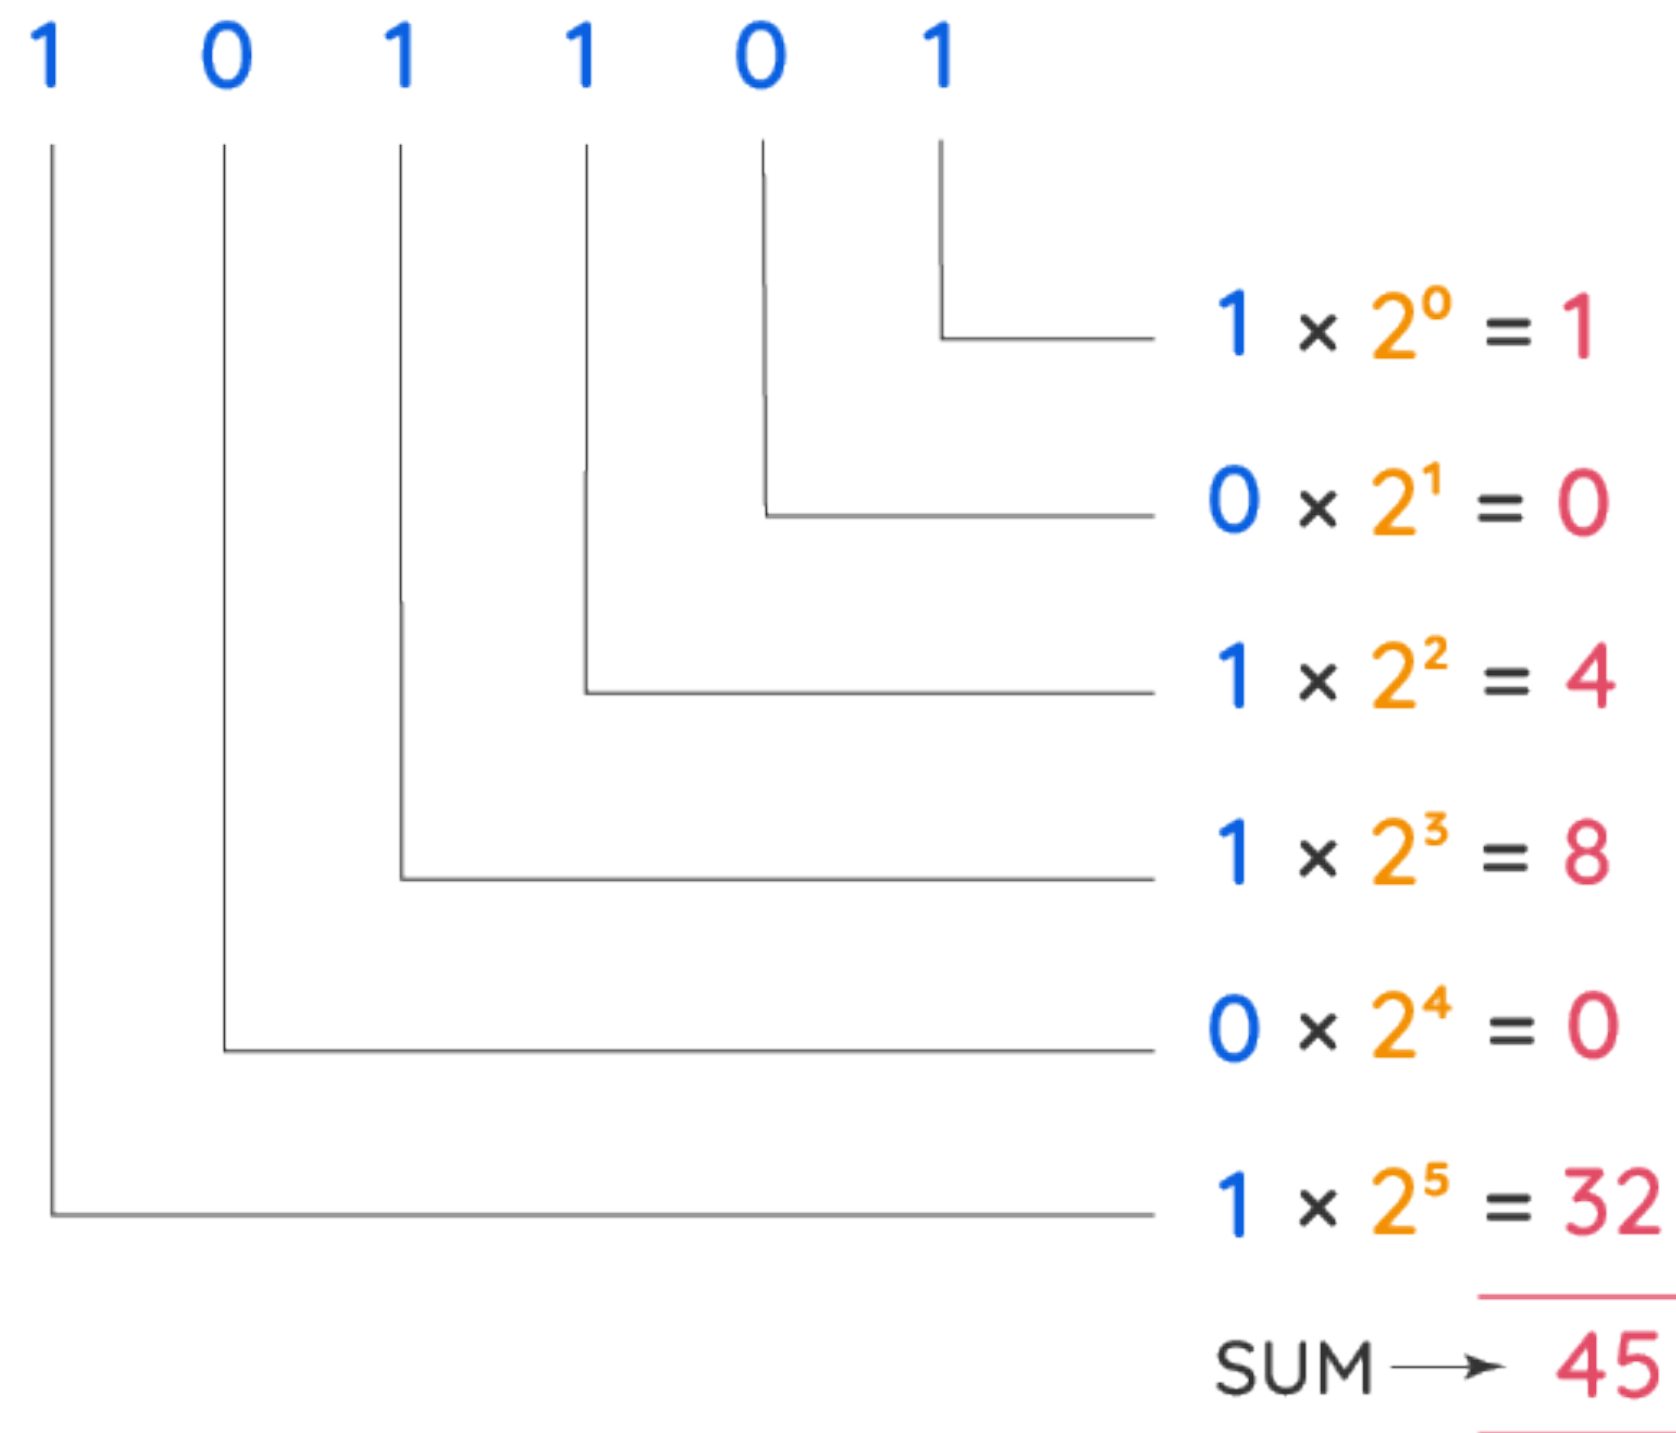 1 0 1 1 0 1
1 × 2⁰ = 1
0 × 2¹ = 0
1 × 2² = 4
1 × 2³ = 8
0 × 2⁴ = 0
1 × 2⁵ = 32
SUM → 45